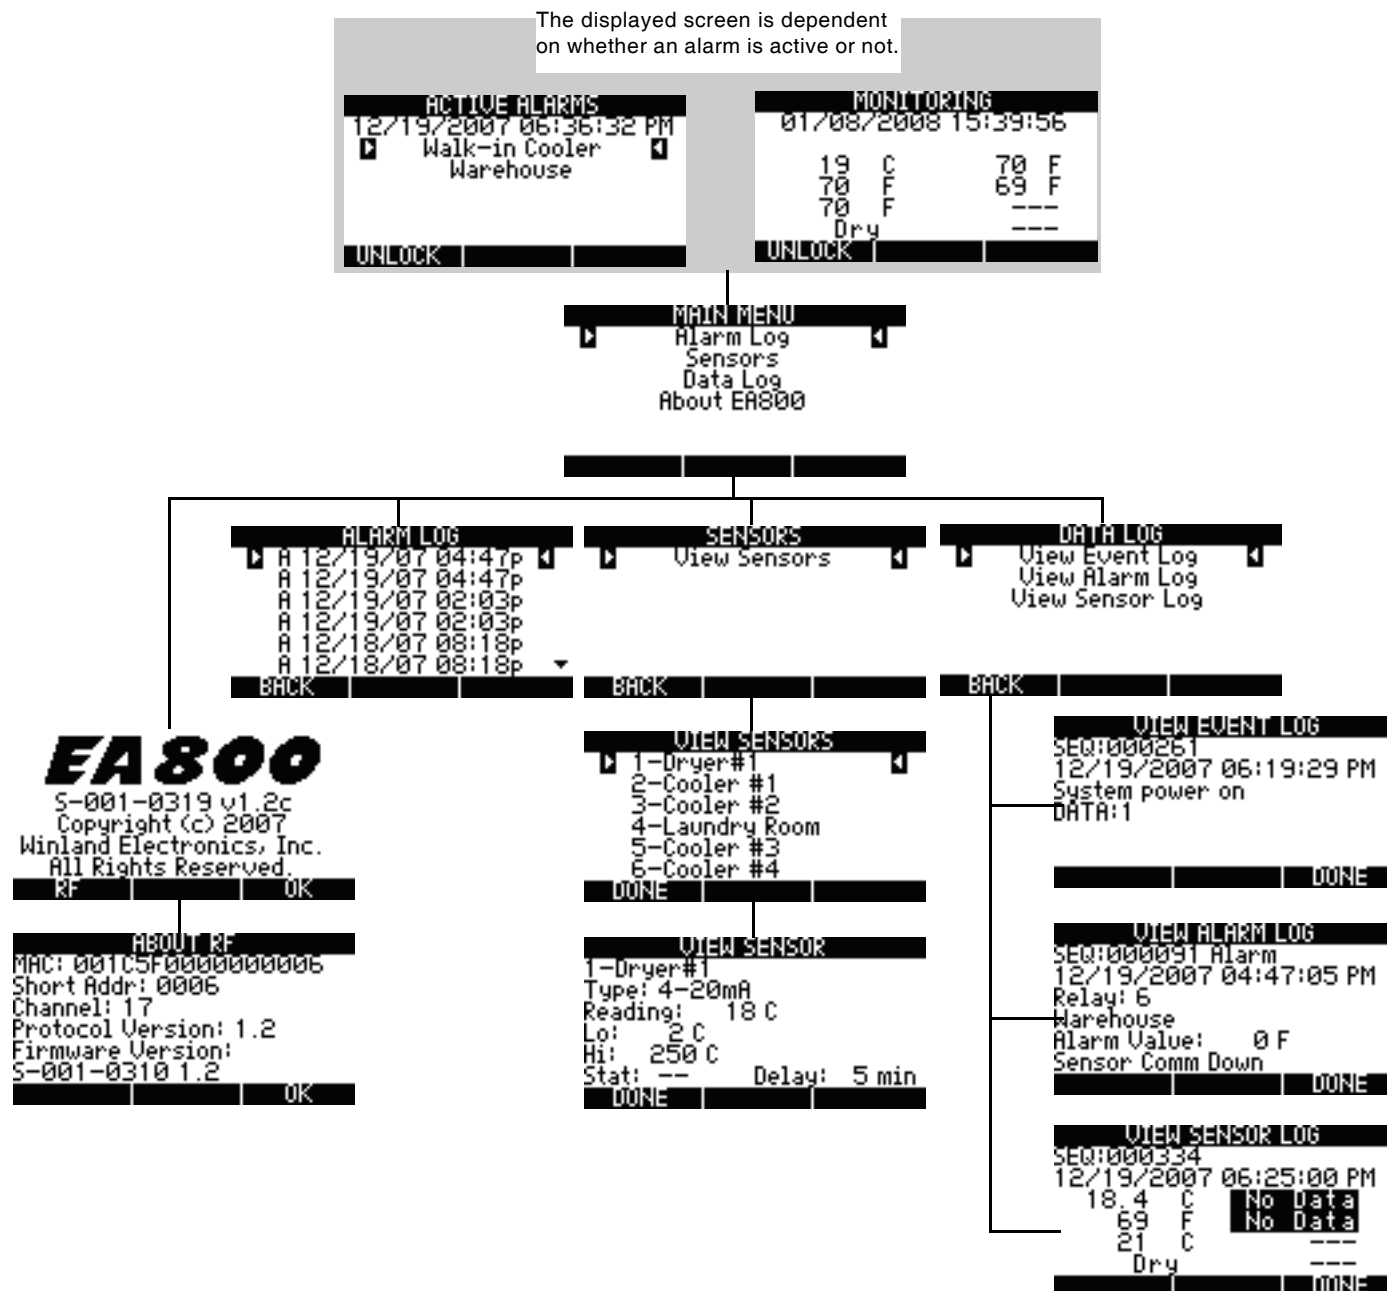 The displayed screen is dependent
on whether an alarm is active or not.
ACTIVE ALARMS
12/19/2007 06:36:32 PM
Walk-in Cooler
Warehouse
UNLOCK
MONITORING
01/08/2008 15:39:56
19 C 70 F
70 F 69 F
70 F ---
Dry ---
UNLOCK
MAIN MENU
Alarm Log
Sensors
Data Log
About EA800
ALARM LOG
A 12/19/07 04:47p
A 12/19/07 04:47p
A 12/19/07 02:03p
A 12/19/07 02:03p
A 12/18/07 08:18p
A 12/18/07 08:18p
BACK
SENSORS
View Sensors
BACK
DATA LOG
View Event Log
View Alarm Log
View Sensor Log
BACK
EA800
S-001-0319 v1.2c
Copyright (c) 2007
Winland Electronics, Inc.
All Rights Reserved.
RF OK
ABOUT RF
MAC: 001C5F0000000006
Short Addr: 0006
Channel: 17
Protocol Version: 1.2
Firmware Version:
S-001-0310 1.2
OK
VIEW SENSORS
1-Dryer#1
2-Cooler #1
3-Cooler #2
4-Laundry Room
5-Cooler #3
6-Cooler #4
DONE
VIEW SENSOR
1-Dryer#1
Type: 4-20mA
Reading: 18 C
Lo: 2 C
Hi: 250 C
Stat: -- Delay: 5 min
DONE
VIEW EVENT LOG
SEQ:000261
12/19/2007 06:19:29 PM
System power on
DATA:1
DONE
VIEW ALARM LOG
SEQ:000091 Alarm
12/19/2007 04:47:05 PM
Relay: 6
Warehouse
Alarm Value: 0 F
Sensor Comm Down
DONE
VIEW SENSOR LOG
SEQ:000334
12/19/2007 06:25:00 PM
18.4 C No Data
69 F No Data
21 C ---
Dry ---
DONE